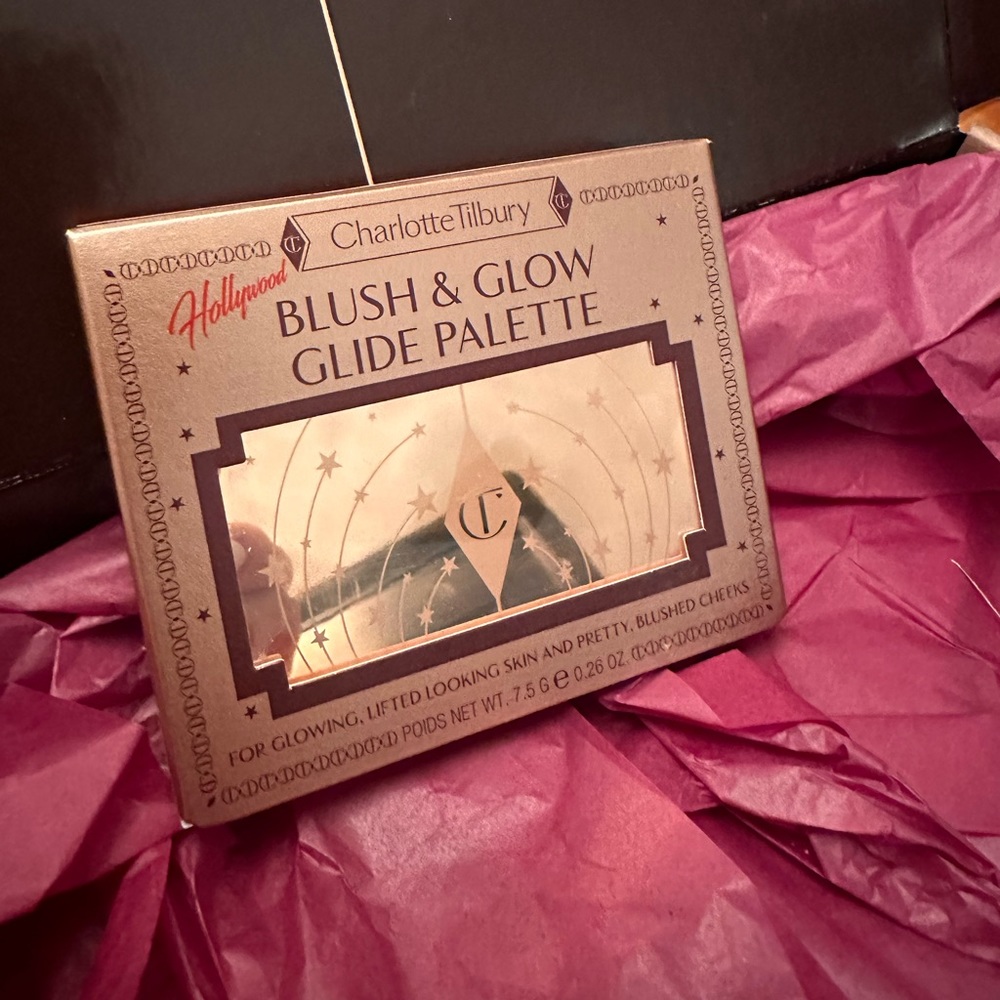 CharlotteTilbury
Hollywood
BLUSH & GLOW
GLIDE PALETTE
FOR GLOWING, LIFTED LOOKING SKIN AND PRETTY, BLUSHED CHEEKS
POIDS NET WT. 7.5 G e 0.26 OZ.